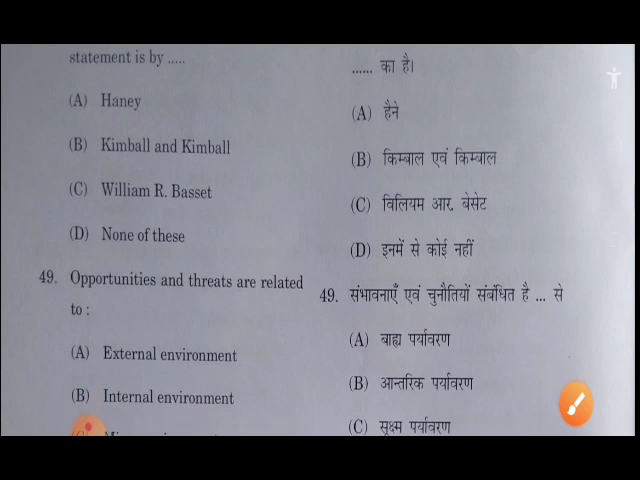 statement is by .....
(A) Haney
(B) Kimball and Kimball
(C) William R. Basset
(D) None of these
49. Opportunities and threats are related
to :
(A) External environment
(B) Internal environment
...... का है।
(A) हैने
(B) किम्बाल एवं किम्बाल
(C) विलियम आर. बेसेट
(D) इनमें से कोई नहीं
49. संभावनाएँ एवं चुनौतियों संबंधित है ... से
(A) बाह्य पर्यावरण
(B) आन्तरिक पर्यावरण
(C) सूक्ष्म पर्यावरण